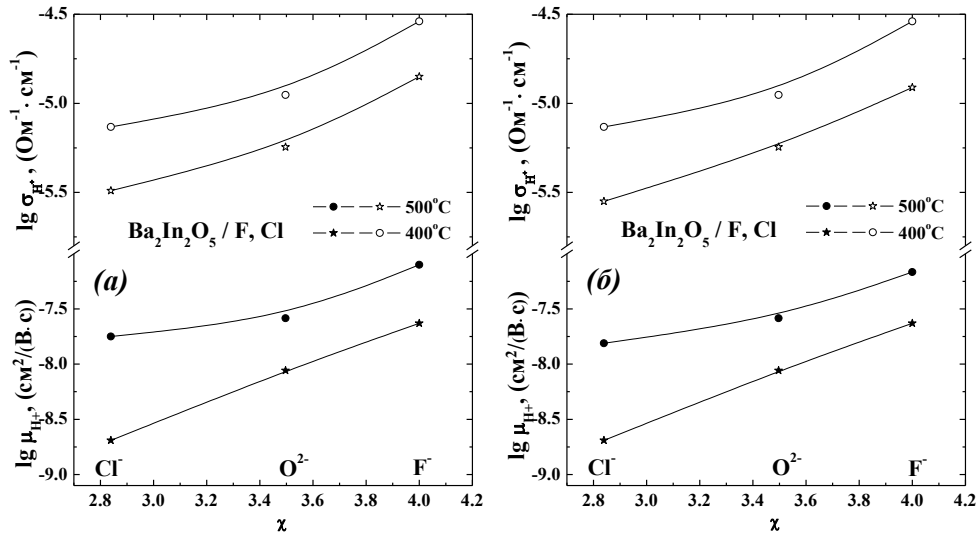 -4.5
-5.0
-5.5
-7.5
-8.0
-8.5
-9.0
lg σH+, (Ом-1 · см-1)
lg μH+, (см2/(В·с)
500°C
400°C
Ba2In2O5 / F, Cl
(а)
Cl- O2- F-
2.8 3.0 3.2 3.4 3.6 3.8 4.0 4.2
χ
-4.5
-5.0
-5.5
-7.5
-8.0
-8.5
-9.0
lg σH+, (Ом-1 · см-1)
lg μH+, (см2/(В·с)
500°C
400°C
Ba2In2O5 / F, Cl
(б)
Cl- O2- F-
2.8 3.0 3.2 3.4 3.6 3.8 4.0 4.2
χ